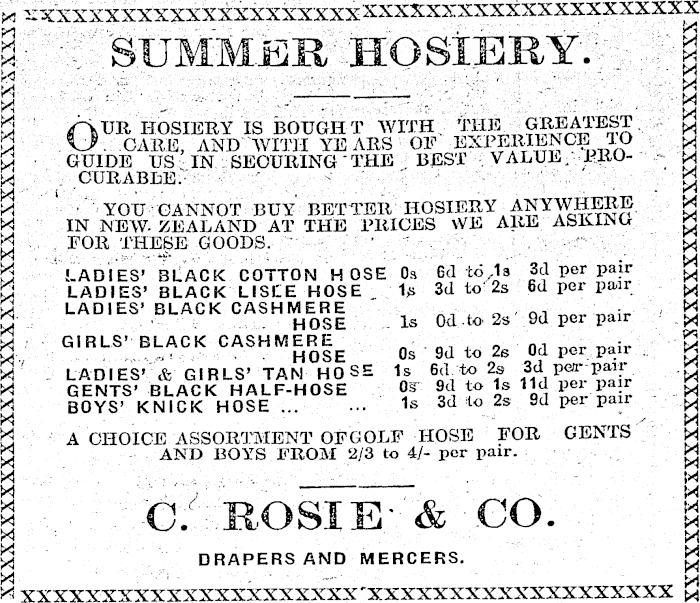 SUMMER HOSIERY.
OUR HOSIERY IS BOUGHT WITH THE GREATEST
CARE, AND WITH YEARS OF EXPERIENCE TO
GUIDE US IN SECURING THE BEST VALUE PRO-
CURABLE.
YOU CANNOT BUY BETTER HOSIERY ANYWHERE
IN NEW ZEALAND AT THE PRICES WE ARE ASKING
FOR THESE GOODS.
LADIES' BLACK COTTON HOSE 0s 6d to 1s 3d per pair
LADIES' BLACK LISLE HOSE 1s 3d to 2s 6d per pair
LADIES' BLACK CASHMERE
HOSE 1s 0d to 2s 9d per pair
GIRLS' BLACK CASHMERE
HOSE 0s 9d to 2s 0d per pair
LADIES' & GIRLS' TAN HOSE 1s 6d to 2s 3d per pair
GENTS' BLACK HALF-HOSE 0s 9d to 1s 11d per pair
BOYS' KNICK HOSE ... ... 1s 3d to 2s 9d per pair
A CHOICE ASSORTMENT OF GOLF HOSE FOR GENTS
AND BOYS FROM 2/3 to 4/- per pair.
C. ROSIE & CO.
DRAPERS AND MERCERS.